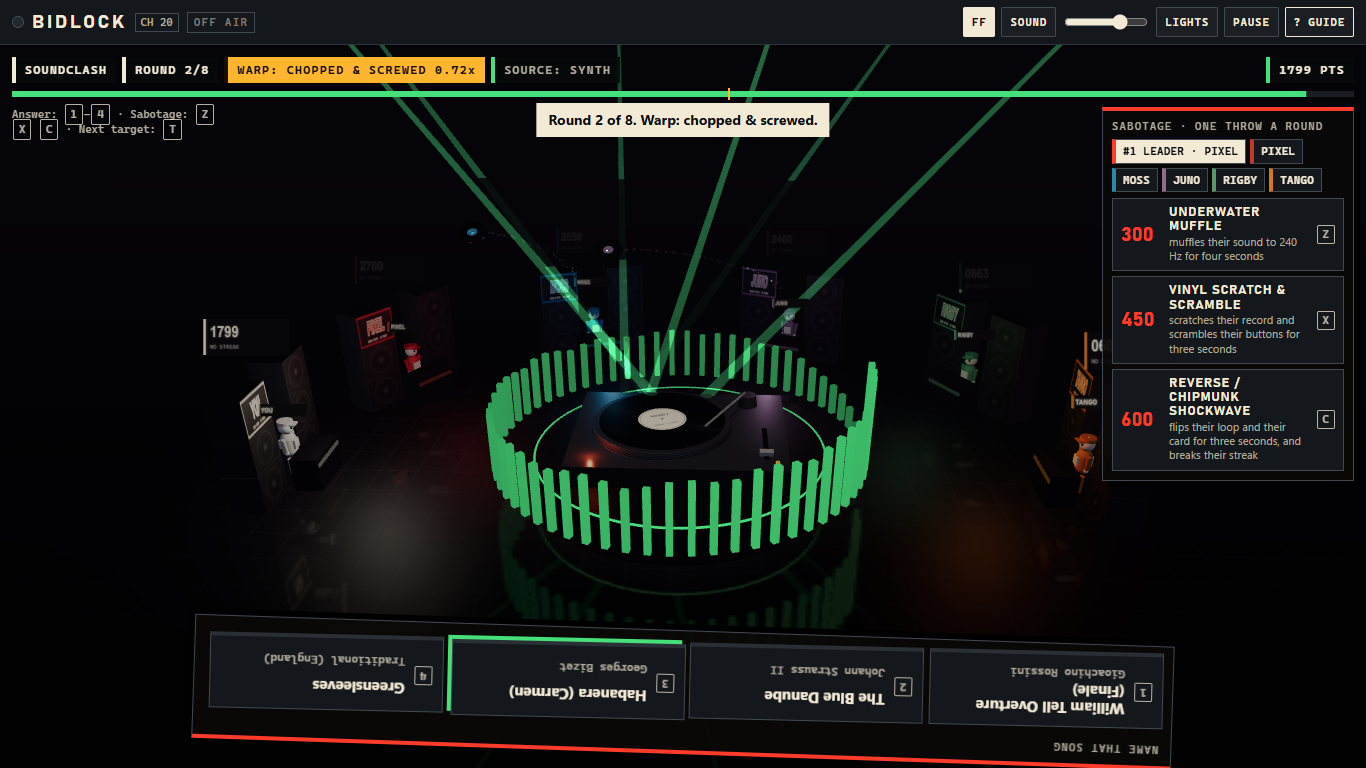 BIDLOCK CH 20 OFF AIR
FF SOUND LIGHTS PAUSE ? GUIDE
SOUNDCLASH ROUND 2/8 WARP: CHOPPED & SCREWED 0.72x SOURCE: SYNTH 1799 PTS
Answer: 1-4 · Sabotage: Z
X C · Next target: T
Round 2 of 8. Warp: chopped & screwed.
SABOTAGE · ONE THROW A ROUND
#1 LEADER · PIXEL PIXEL
MOSS JUNO RIGBY TANGO
300
UNDERWATER
MUFFLE
muffles their sound to 240
Hz for four seconds
Z
450
VINYL SCRATCH &
SCRAMBLE
scratches their record and
scrambles their buttons for
three seconds
X
600
REVERSE /
CHIPMUNK
SHOCKWAVE
flips their loop and their
card for three seconds, and
breaks their streak
C
1799
NO STREAK
YOU
2700
PIXEL
PIXEL
2550
MOSS
2400
JUNO
JUNO
0663
RIGBY
RIGBY
TANGO
NAME THAT SONG
1
William Tell Overture
(Finale)
Gioachino Rossini
2
The Blue Danube
Johann Strauss II
3
Habanera (Carmen)
Georges Bizet
4
Greensleeves
Traditional (England)